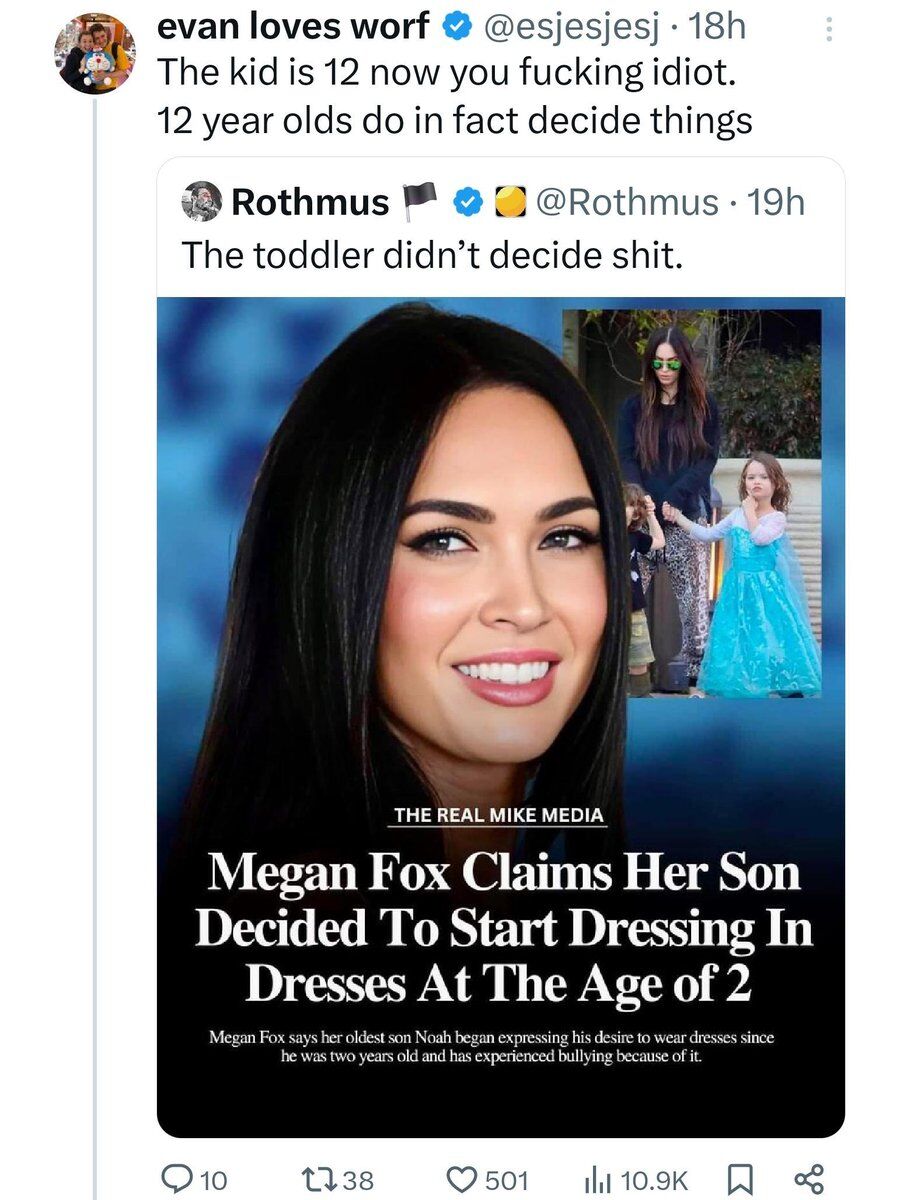 evan loves worf @esjesjesj · 18h
The kid is 12 now you fucking idiot.
12 year olds do in fact decide things
Rothmus 🏴 @Rothmus · 19h
The toddler didn’t decide shit.
THE REAL MIKE MEDIA
Megan Fox Claims Her Son
Decided To Start Dressing In
Dresses At The Age of 2
Megan Fox says her oldest son Noah began expressing his desire to wear dresses since
he was two years old and has experienced bullying because of it.
10 38 501 10.9K